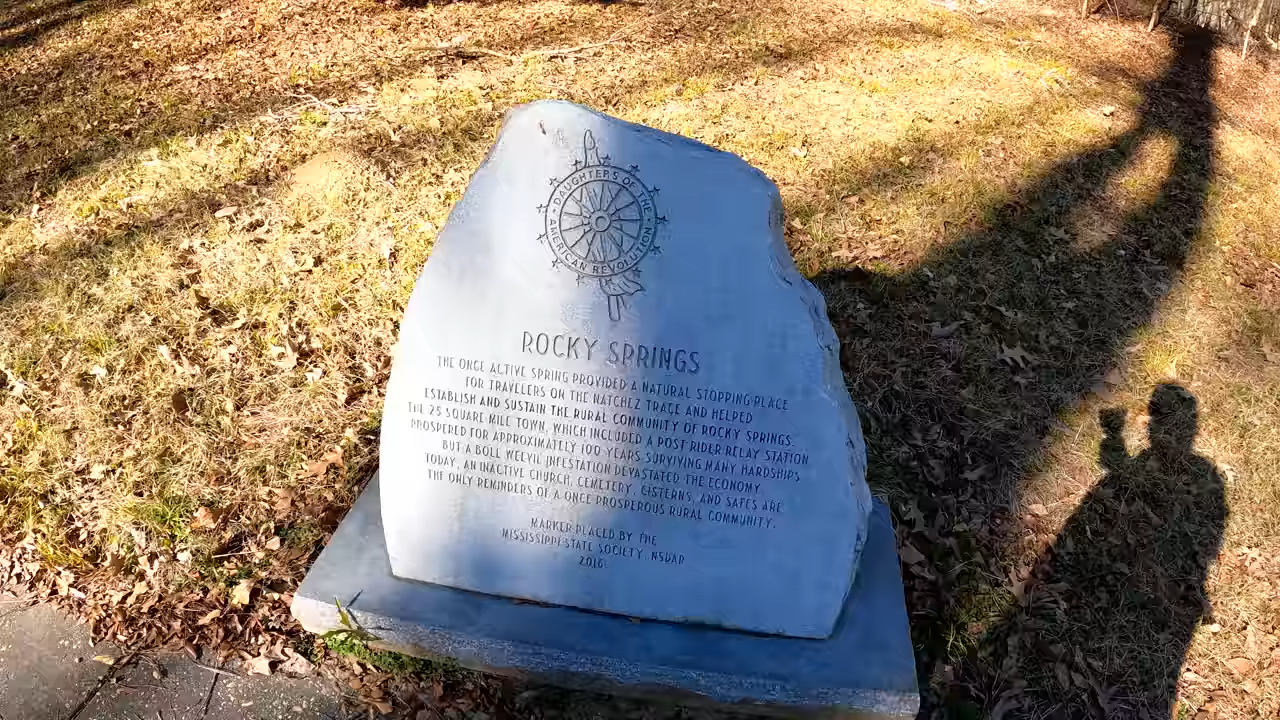 DAUGHTERS OF THE
AMERICAN REVOLUTION
ROCKY SPRINGS
THE ONCE ACTIVE SPRING PROVIDED A NATURAL STOPPING PLACE
FOR TRAVELERS ON THE NATCHEZ TRACE AND HELPED
ESTABLISH AND SUSTAIN THE RURAL COMMUNITY OF ROCKY SPRINGS.
THE 25 SQUARE MILE TOWN, WHICH INCLUDED A POST RIDER RELAY STATION
PROSPERED FOR APPROXIMATELY 100 YEARS SURVIVING MANY HARDSHIPS
BUT A BOLL WEEVIL INFESTATION DEVASTATED THE ECONOMY.
TODAY, AN INACTIVE CHURCH, CEMETERY, CISTERNS, AND SAFES ARE
THE ONLY REMINDERS OF A ONCE PROSPEROUS RURAL COMMUNITY.
MARKER PLACED BY THE
MISSISSIPPI STATE SOCIETY, NSDAR
2016